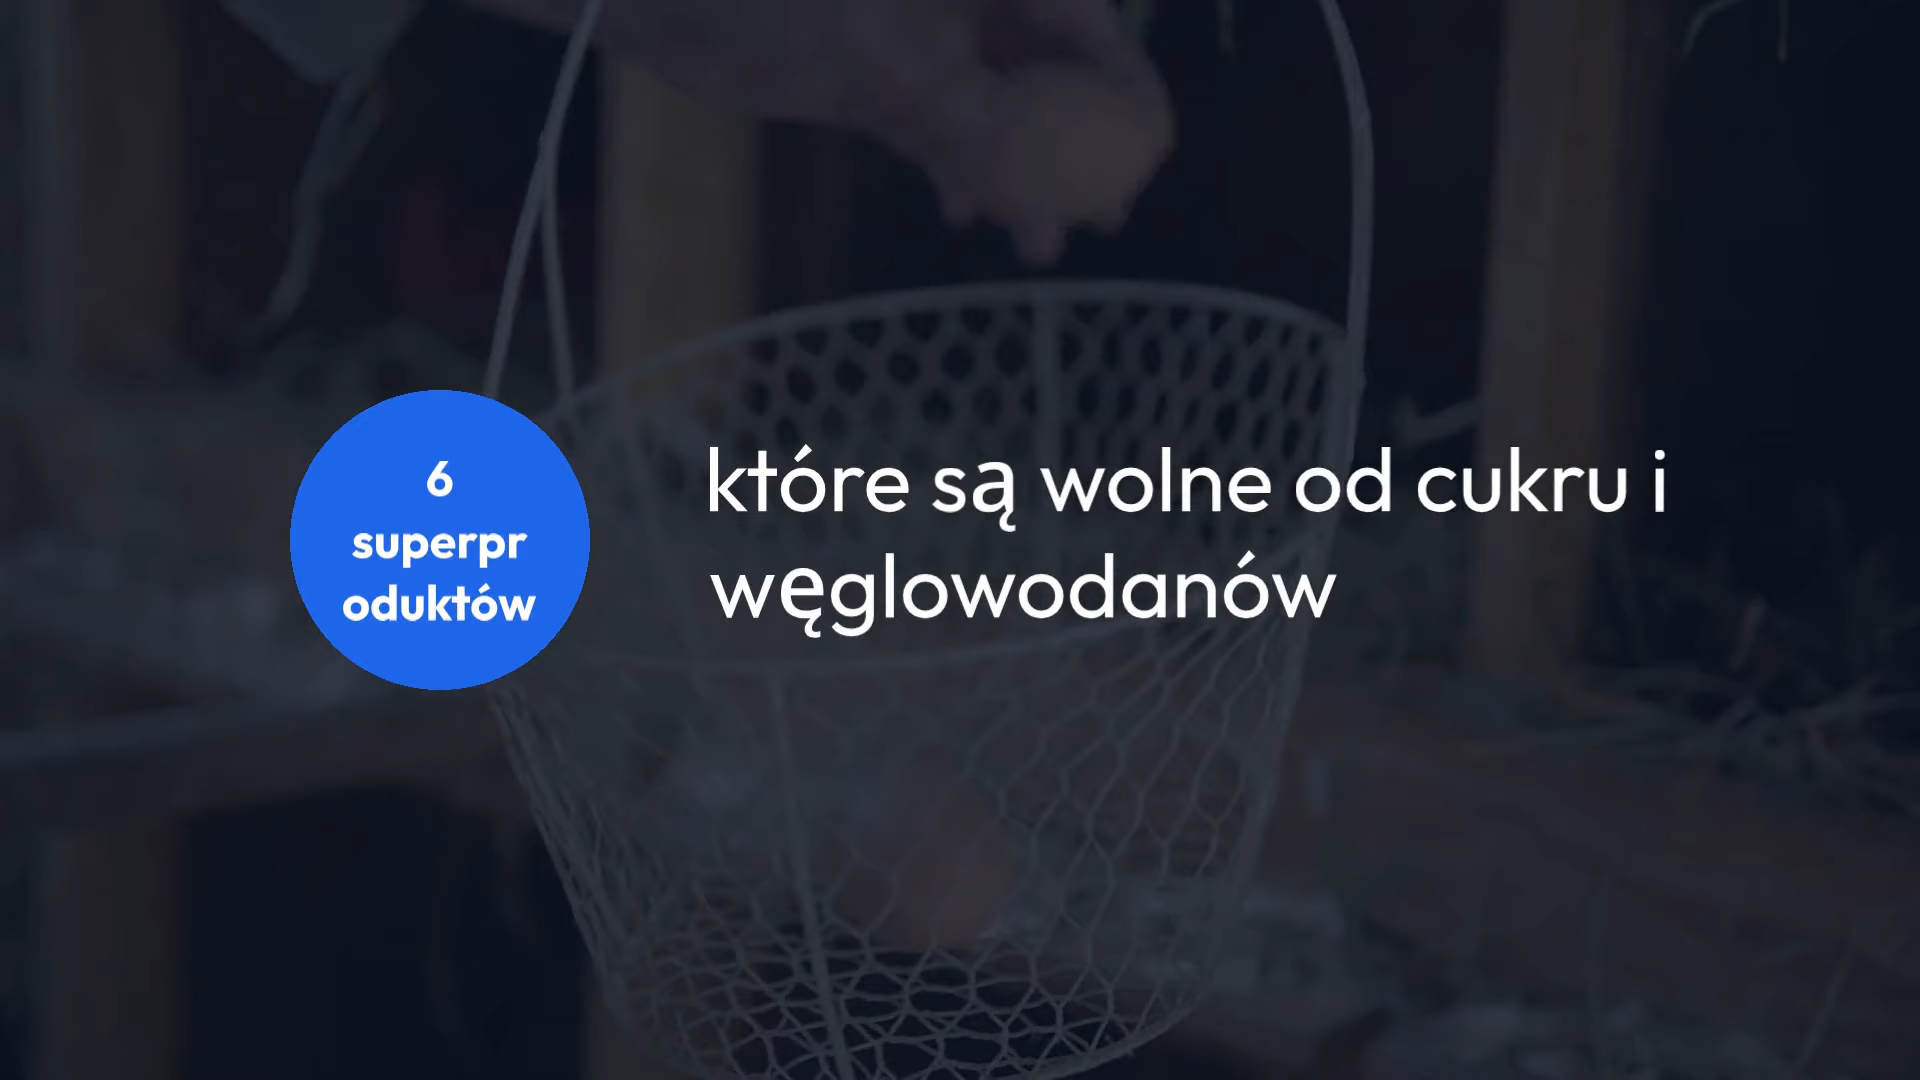 6
superpr
oduktów
które są wolne od cukru i
węglowodanów